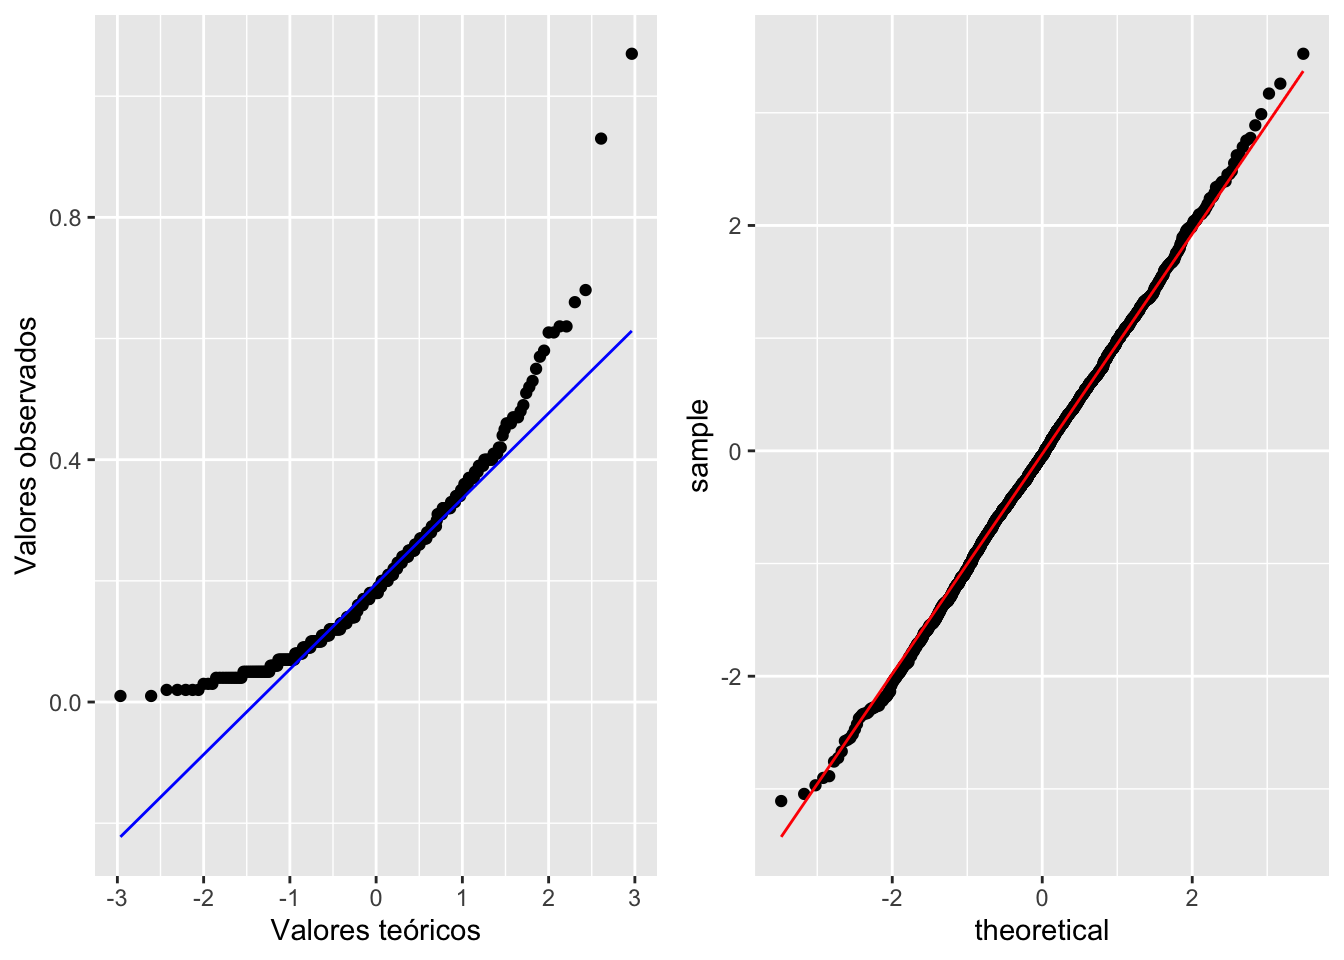 Valores observados
0.8
0.4
0.0
-3 -2 -1 0 1 2 3
Valores teóricos
sample
2
0
-2
-2 0 2
theoretical